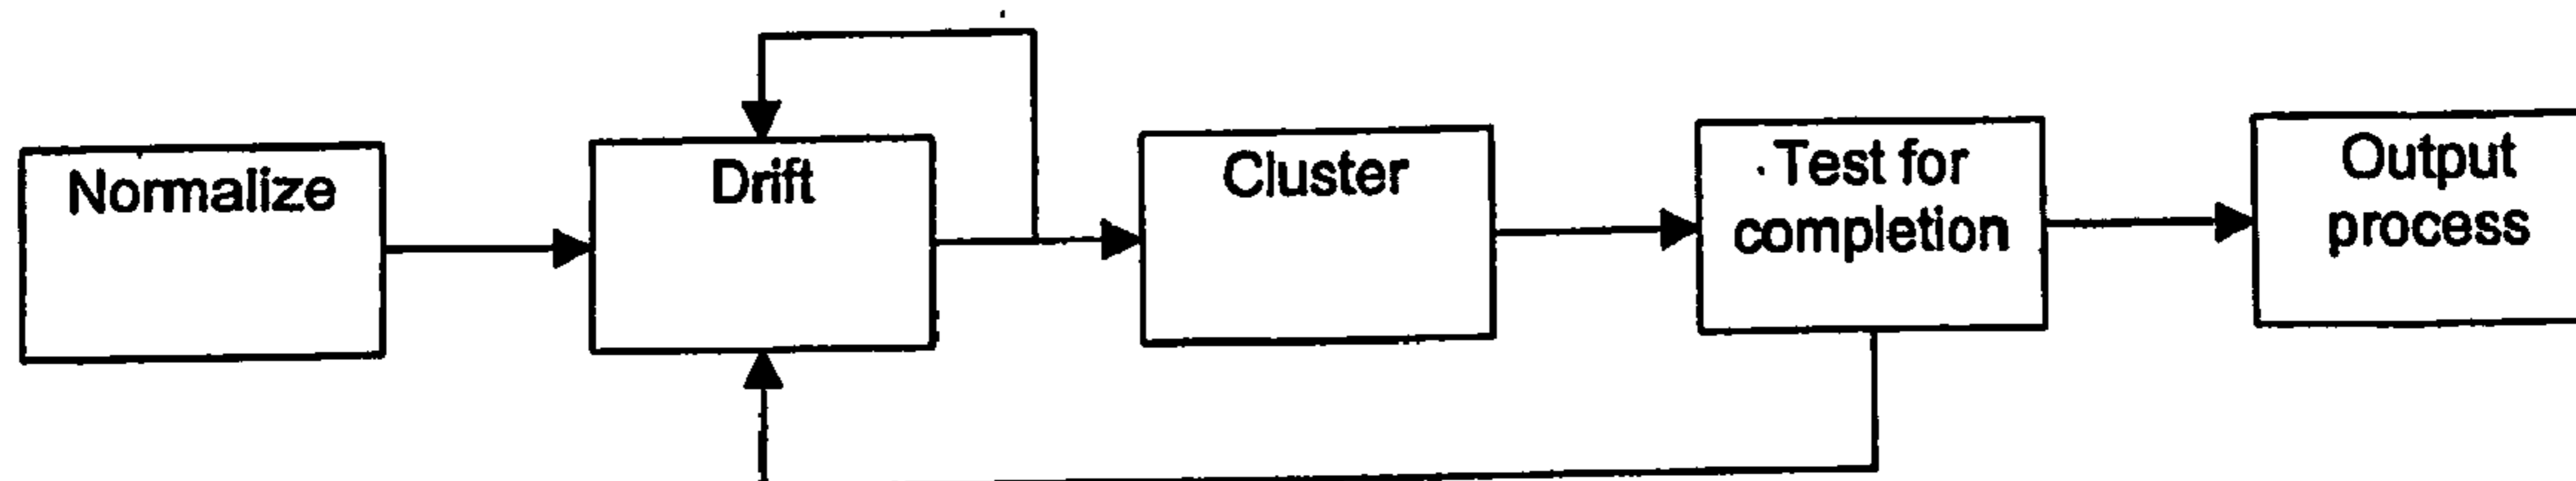 Normalize
Drift
Cluster
Test for
completion
Output
process